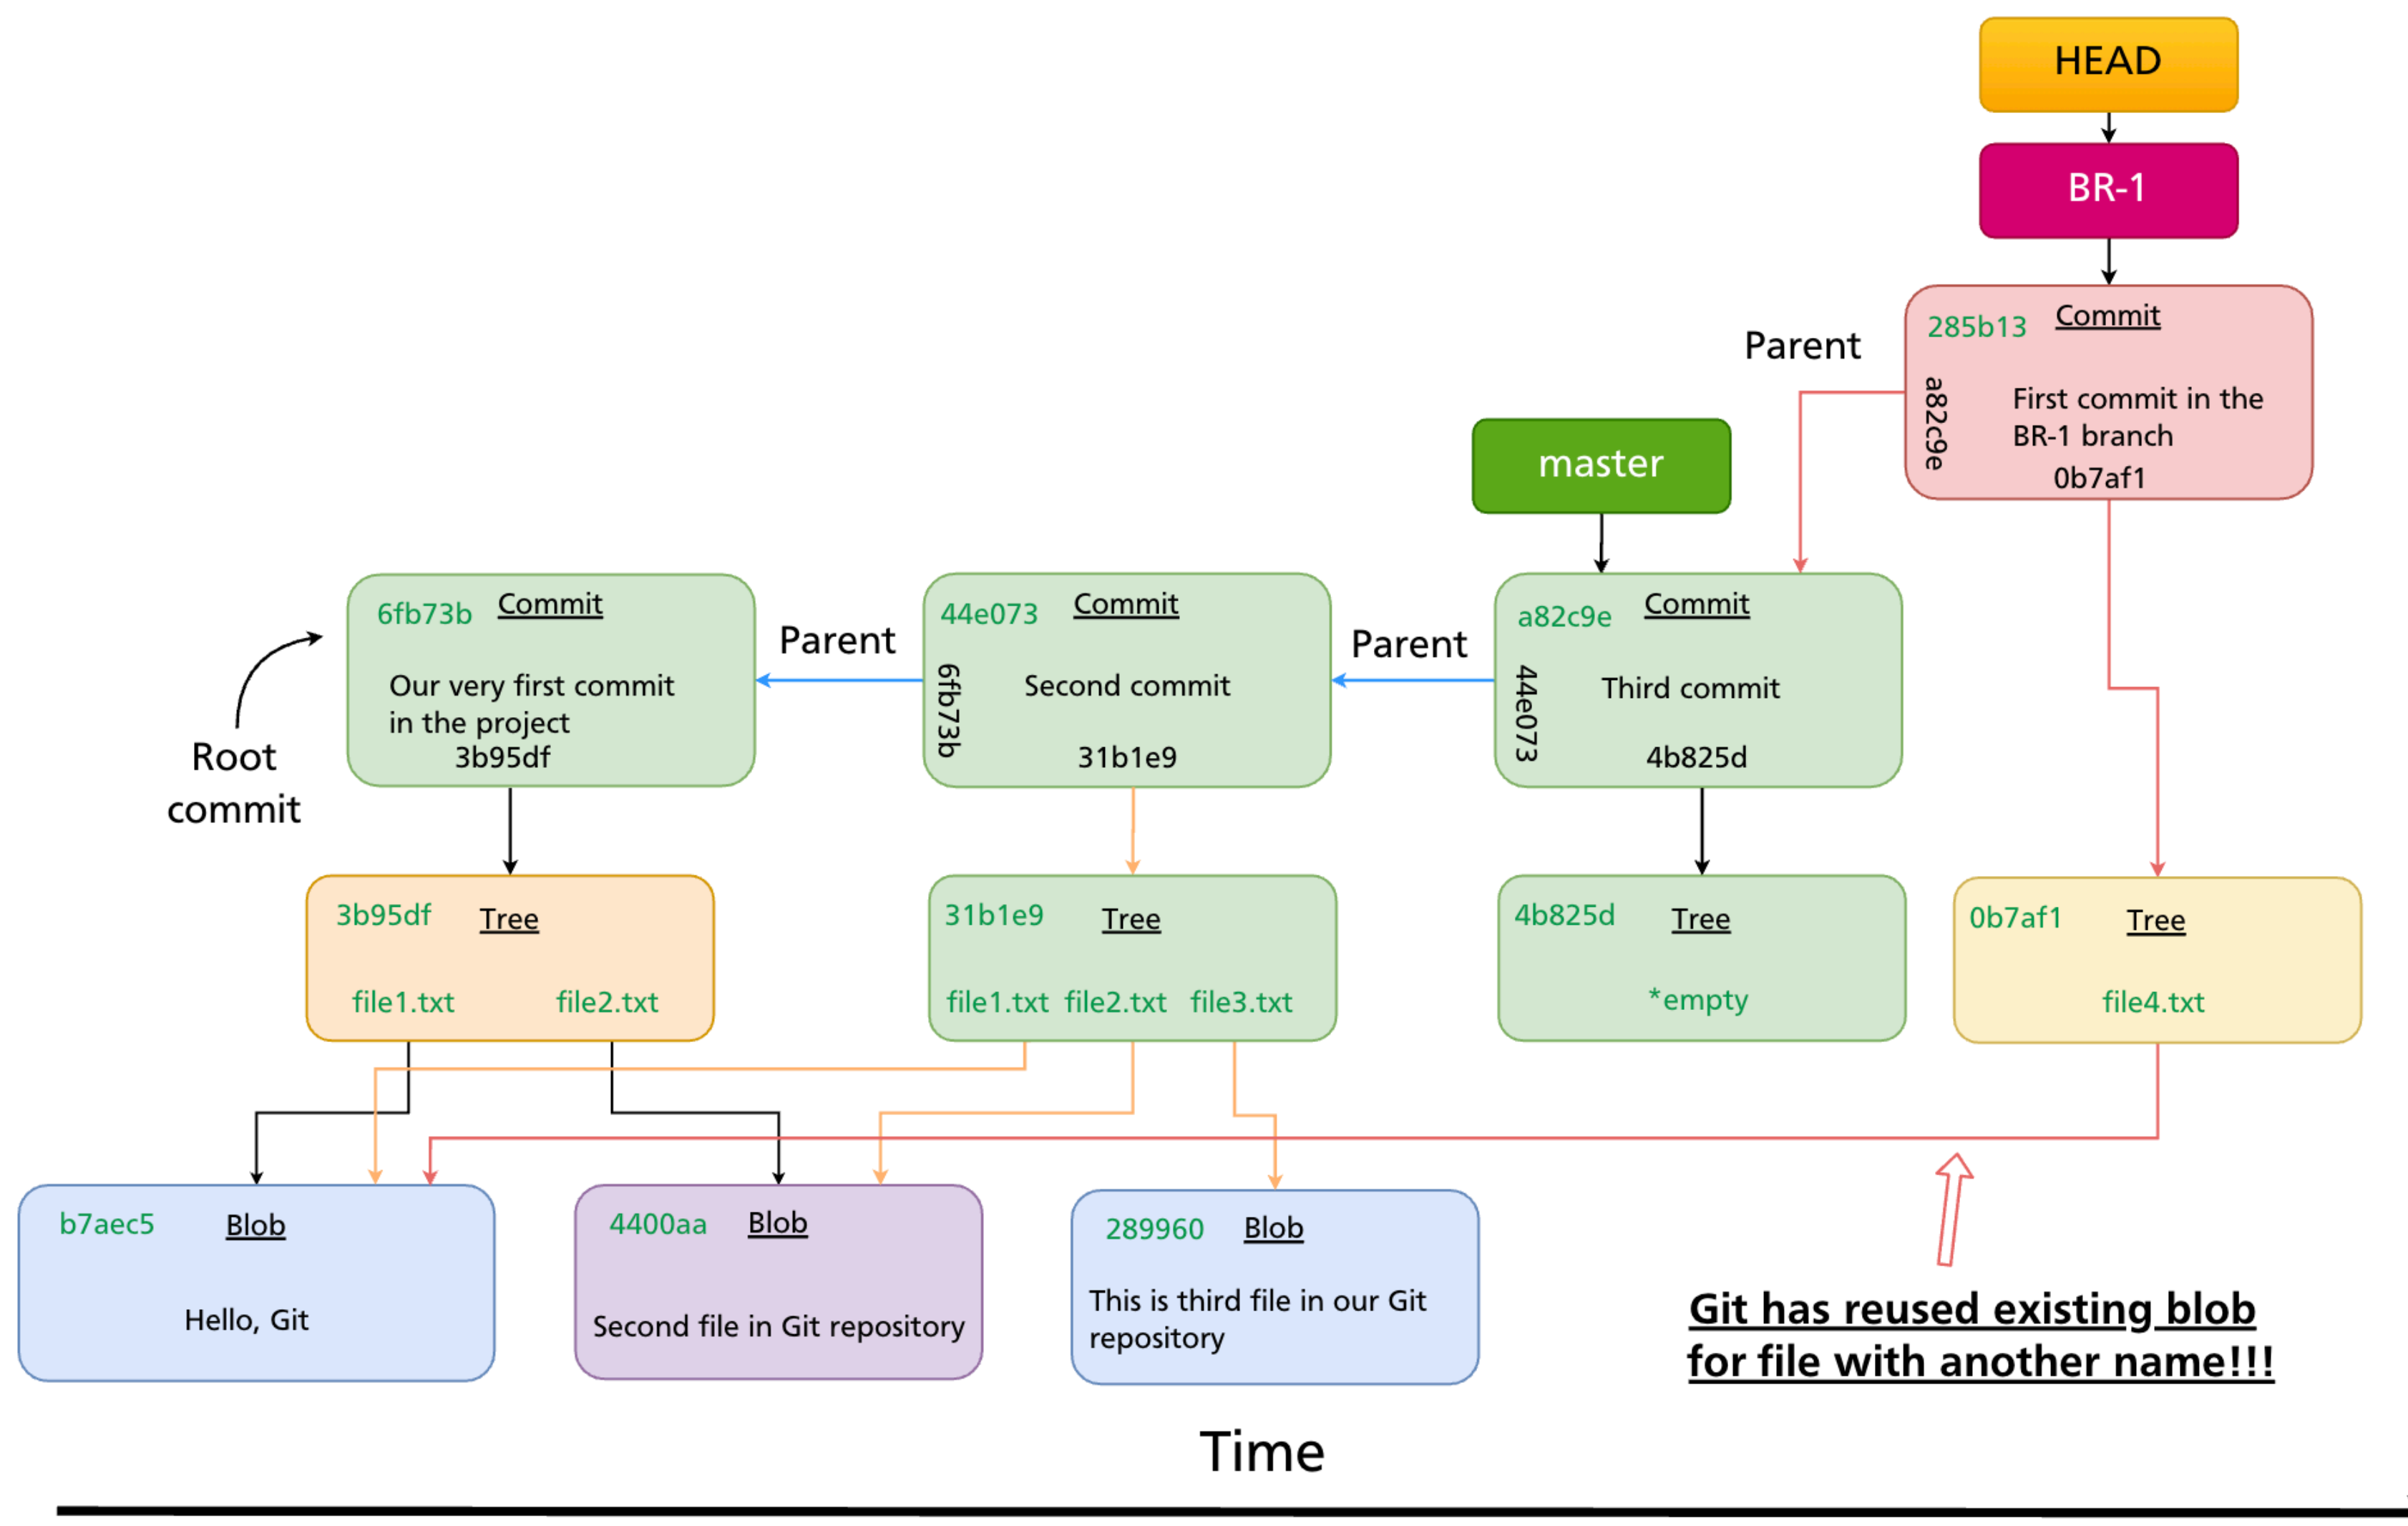 HEAD
BR-1
285b13
Commit
Parent
a82c9e
First commit in the
BR-1 branch
0b7af1
master
6fb73b
Commit
Our very first commit
in the project
3b95df
Root
commit
Parent
44e073
Commit
6fb73b
Second commit
31b1e9
Parent
a82c9e
Commit
44e073
Third commit
4b825d
3b95df
Tree
file1.txt
file2.txt
31b1e9
Tree
file1.txt
file2.txt
file3.txt
4b825d
Tree
*empty
0b7af1
Tree
file4.txt
b7aec5
Blob
Hello, Git
4400aa
Blob
Second file in Git repository
289960
Blob
This is third file in our Git
repository
Git has reused existing blob
for file with another name!!!
Time